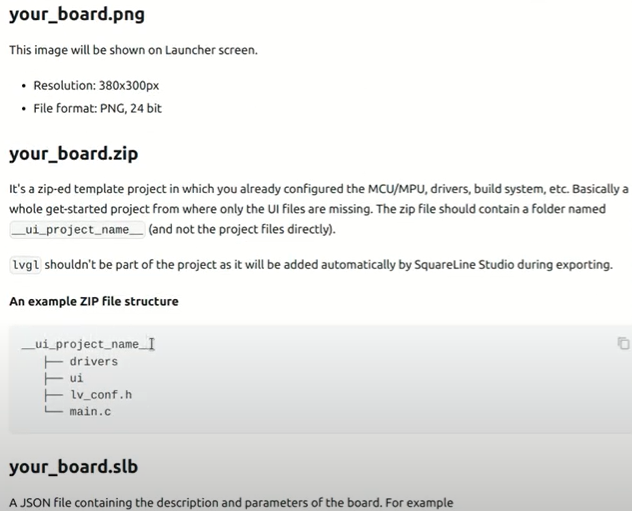 your_board.png
This image will be shown on Launcher screen.
• Resolution: 380x300px
• File format: PNG, 24 bit
your_board.zip
It's a zip-ed template project in which you already configured the MCU/MPU, drivers, build system, etc. Basically a
whole get-started project from where only the UI files are missing. The zip file should contain a folder named
__ui_project_name__ (and not the project files directly).
lvgl shouldn't be part of the project as it will be added automatically by SquareLine Studio during exporting.
An example ZIP file structure
__ui_project_name__
├── drivers
├── ui
├── lv_conf.h
└── main.c
your_board.slb
A JSON file containing the description and parameters of the board. For example